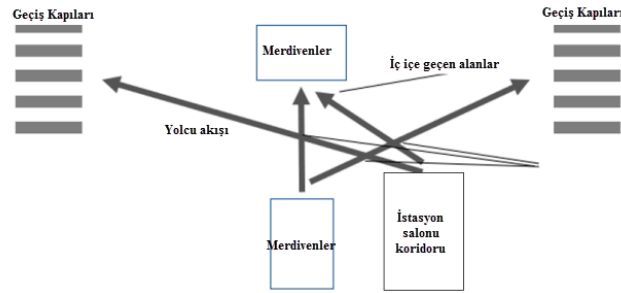 Geçiş Kapıları
Geçiş Kapıları
Merdivenler
İç içe geçen alanlar
Yolcu akışı
Merdivenler
İstasyon
salonu
koridoru